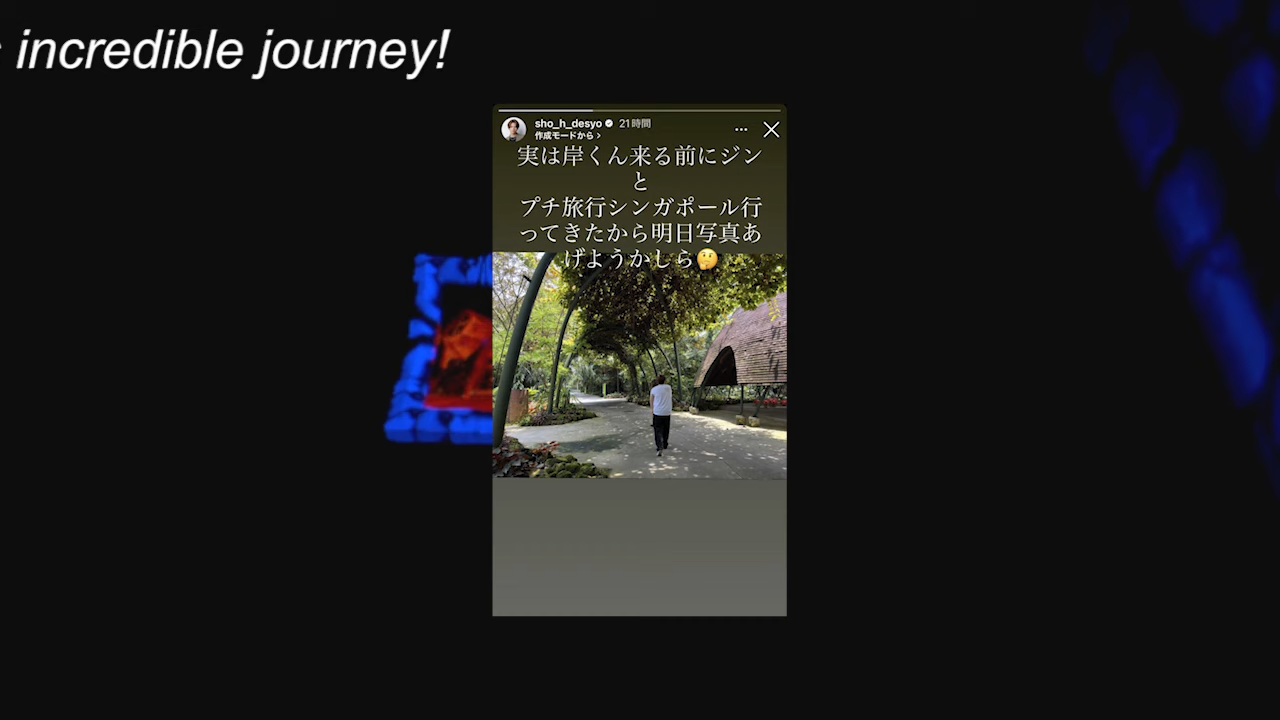 incredible journey!
sho_h_desyo 21時間
作成モードから
実は岸くん来る前にジン
と
プチ旅行シンガポール行
ってきたから明日写真あ
げようかしら🤔